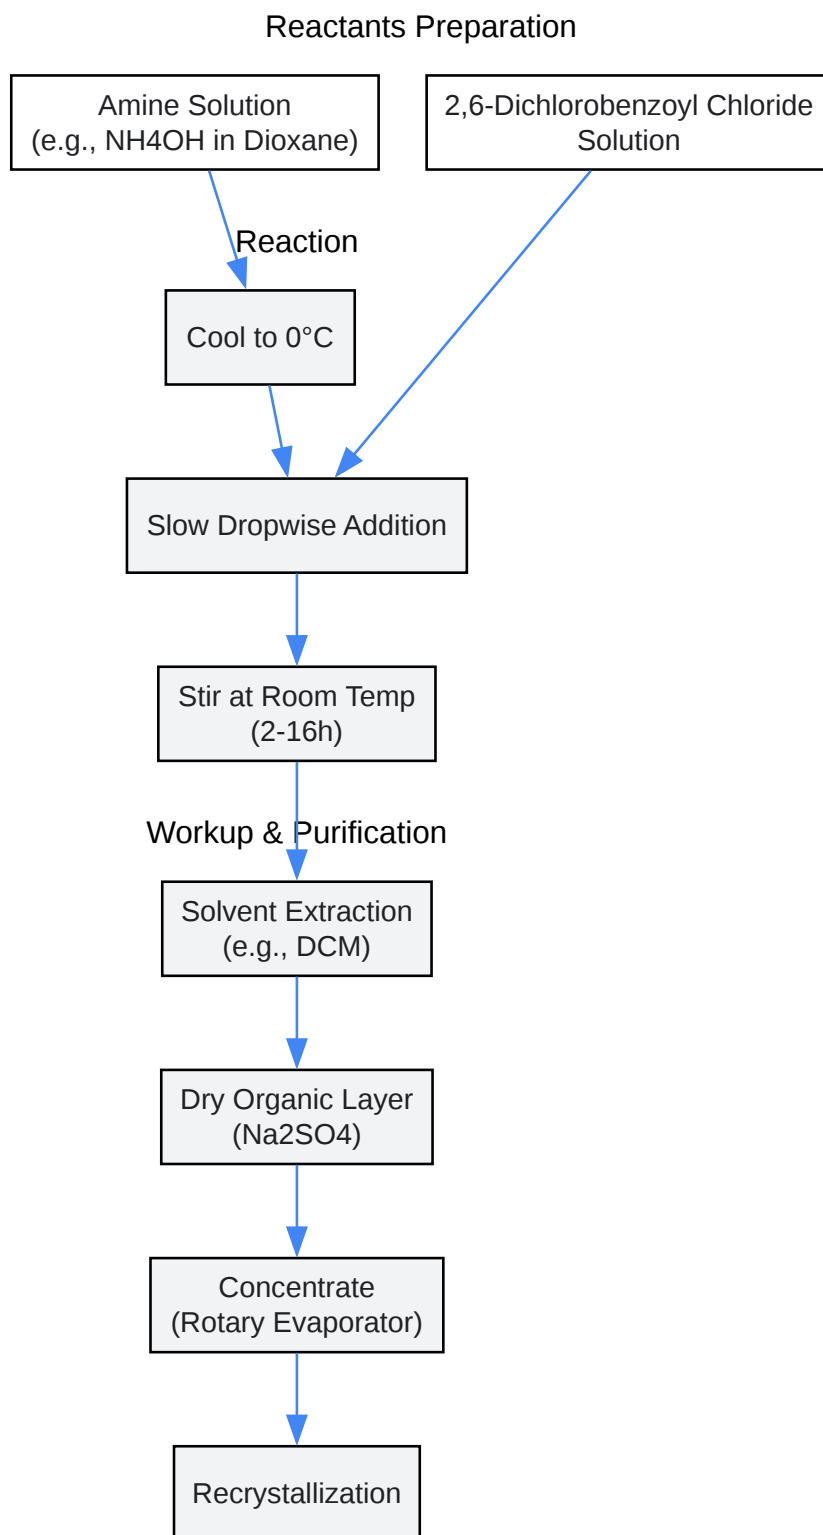 Reactants Preparation
Amine Solution
(e.g., NH4OH in Dioxane)
2,6-Dichlorobenzoyl Chloride
Solution
Reaction
Cool to 0°C
Slow Dropwise Addition
Stir at Room Temp
(2-16h)
Workup & Purification
Solvent Extraction
(e.g., DCM)
Dry Organic Layer
(Na2SO4)
Concentrate
(Rotary Evaporator)
Recrystallization